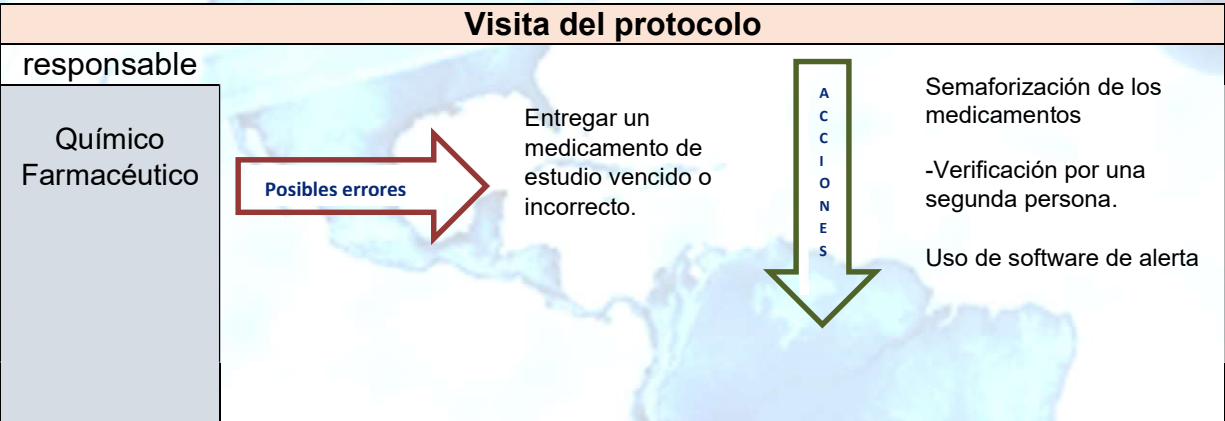 Visita del protocolo
responsable
Químico
Farmacéutico
Posibles errores
Entregar un
medicamento de
estudio vencido o
incorrecto.
A
C
C
I
O
N
E
S
Semaforización de los
medicamentos
-Verificación por una
segunda persona.
Uso de software de alerta